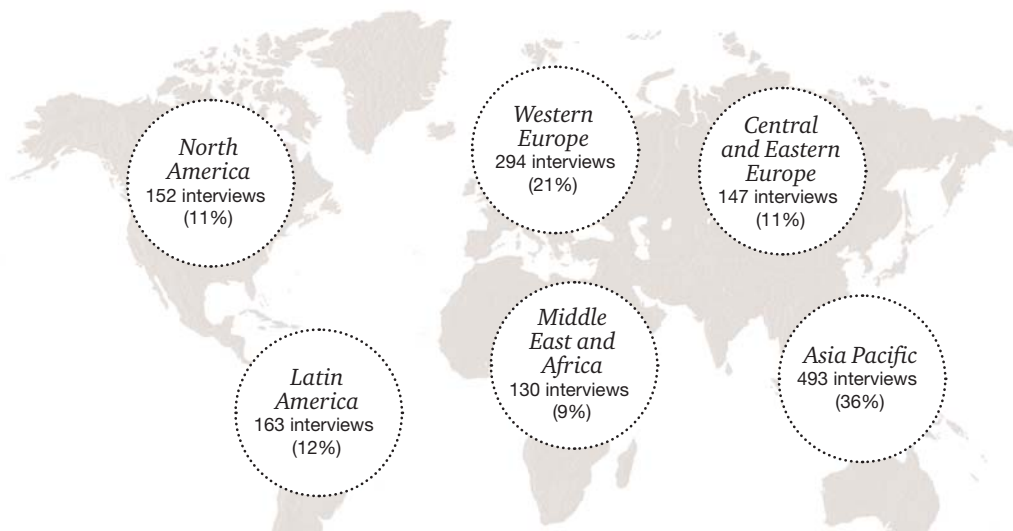 North
America
152 interviews
(11%)
Western
Europe
294 interviews
(21%)
Central
and Eastern
Europe
147 interviews
(11%)
Latin
America
163 interviews
(12%)
Middle
East and
Africa
130 interviews
(9%)
Asia Pacific
493 interviews
(36%)